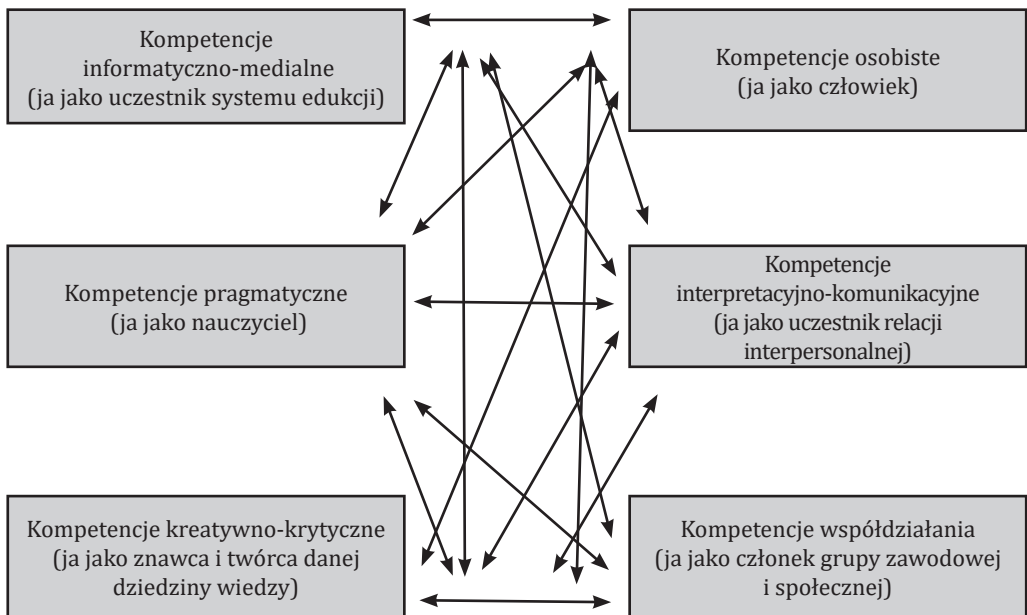 Kompetencje
informatyczno-medialne
(ja jako uczestnik systemu edukcji)
Kompetencje osobiste
(ja jako człowiek)
Kompetencje pragmatyczne
(ja jako nauczyciel)
Kompetencje
interpretacyjno-komunikacyjne
(ja jako uczestnik relacji
interpersonalnej)
Kompetencje kreatywno-krytyczne
(ja jako znawca i twórca danej
dziedziny wiedzy)
Kompetencje współdziałania
(ja jako członek grupy zawodowej
i społecznej)